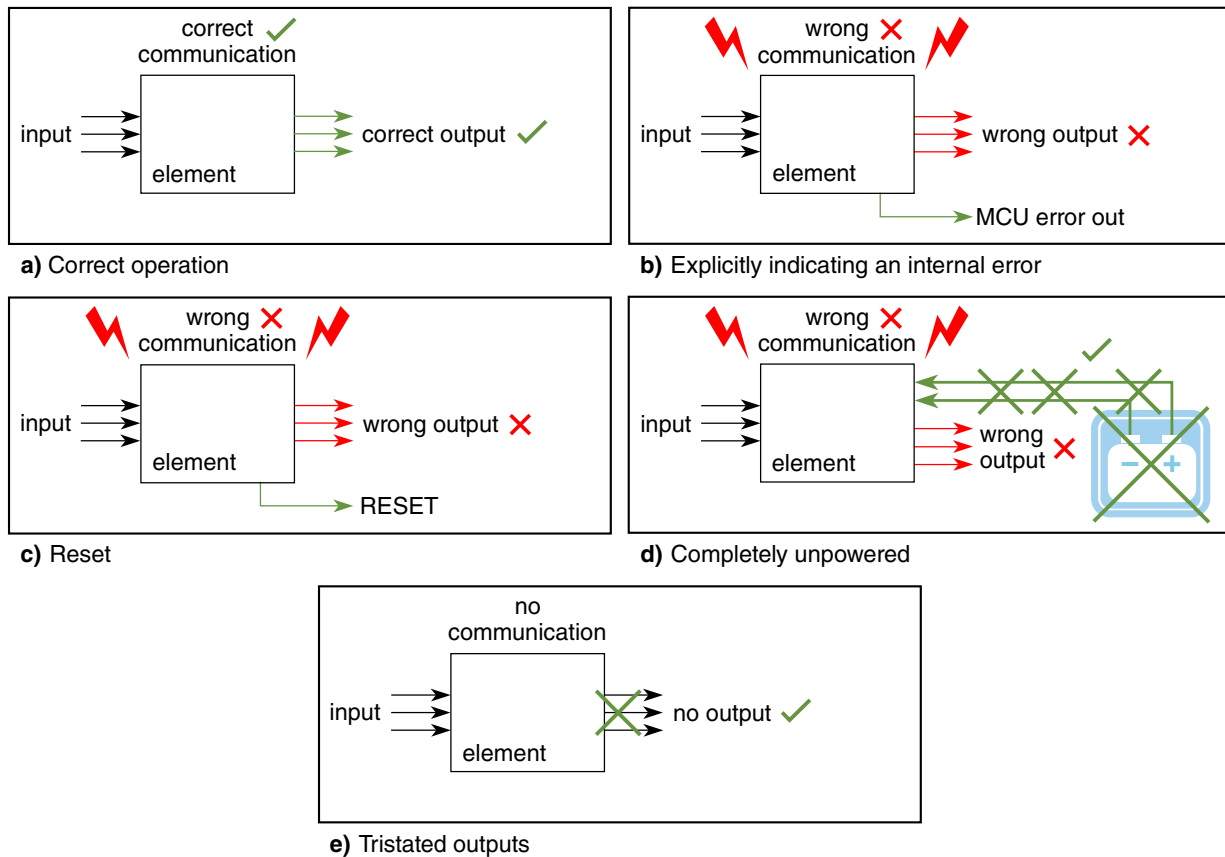 correct
communication
input
correct output
element
a) Correct operation
wrong
communication
input
wrong output
element
MCU error out
b) Explicitly indicating an internal error
wrong
communication
input
wrong output
element
RESET
c) Reset
wrong
communication
input
wrong
output
element
− +
d) Completely unpowered
no
communication
input
no output
element
e) Tristated outputs